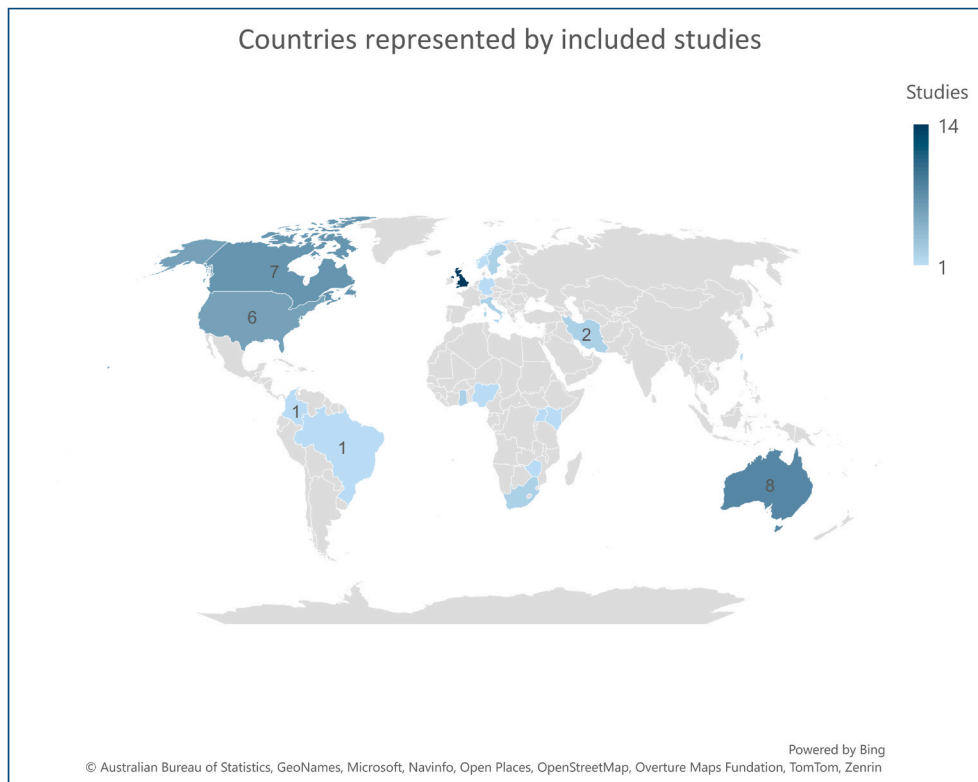 Countries represented by included studies
Studies
14
1
7
6
2
1
1
8
Powered by Bing
© Australian Bureau of Statistics, GeoNames, Microsoft, Navinfo, Open Places, OpenStreetMap, Overture Maps Fundation, TomTom, Zenrin